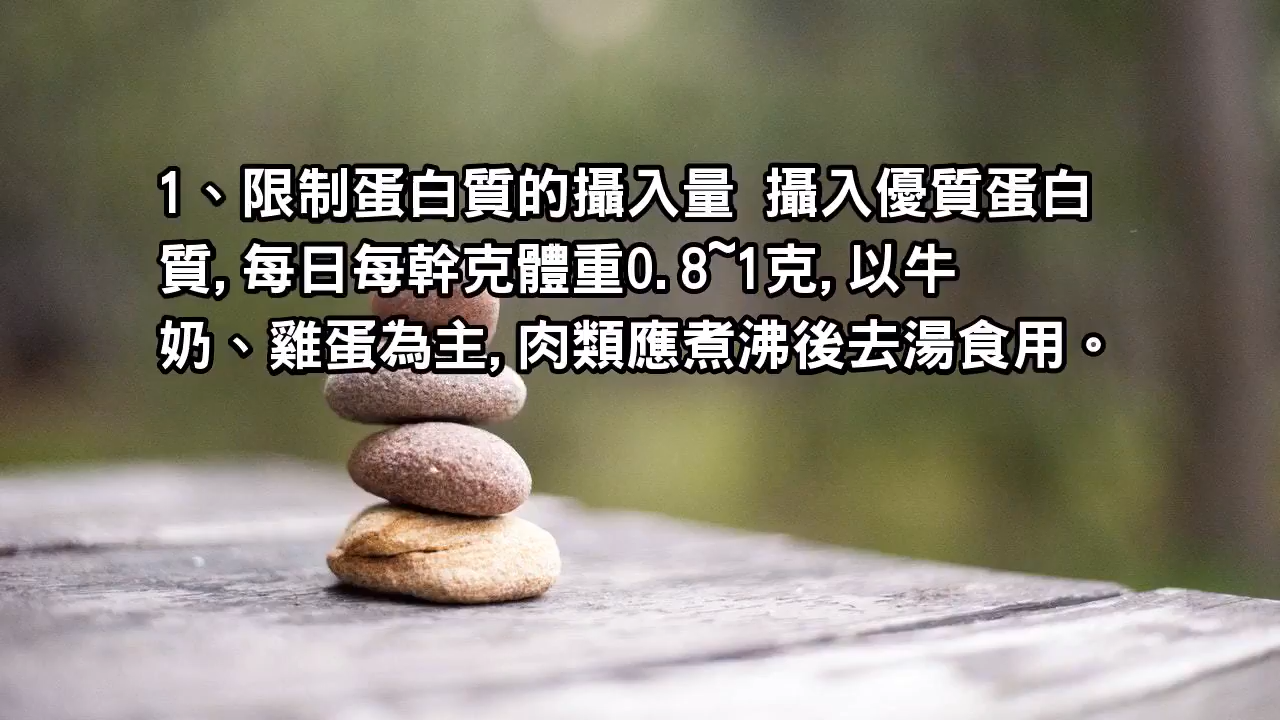 1、限制蛋白質的攝入量 攝入優質蛋白
質,每日每幹克體重0.8~1克,以牛
奶、雞蛋為主,肉類應煮沸後去湯食用。